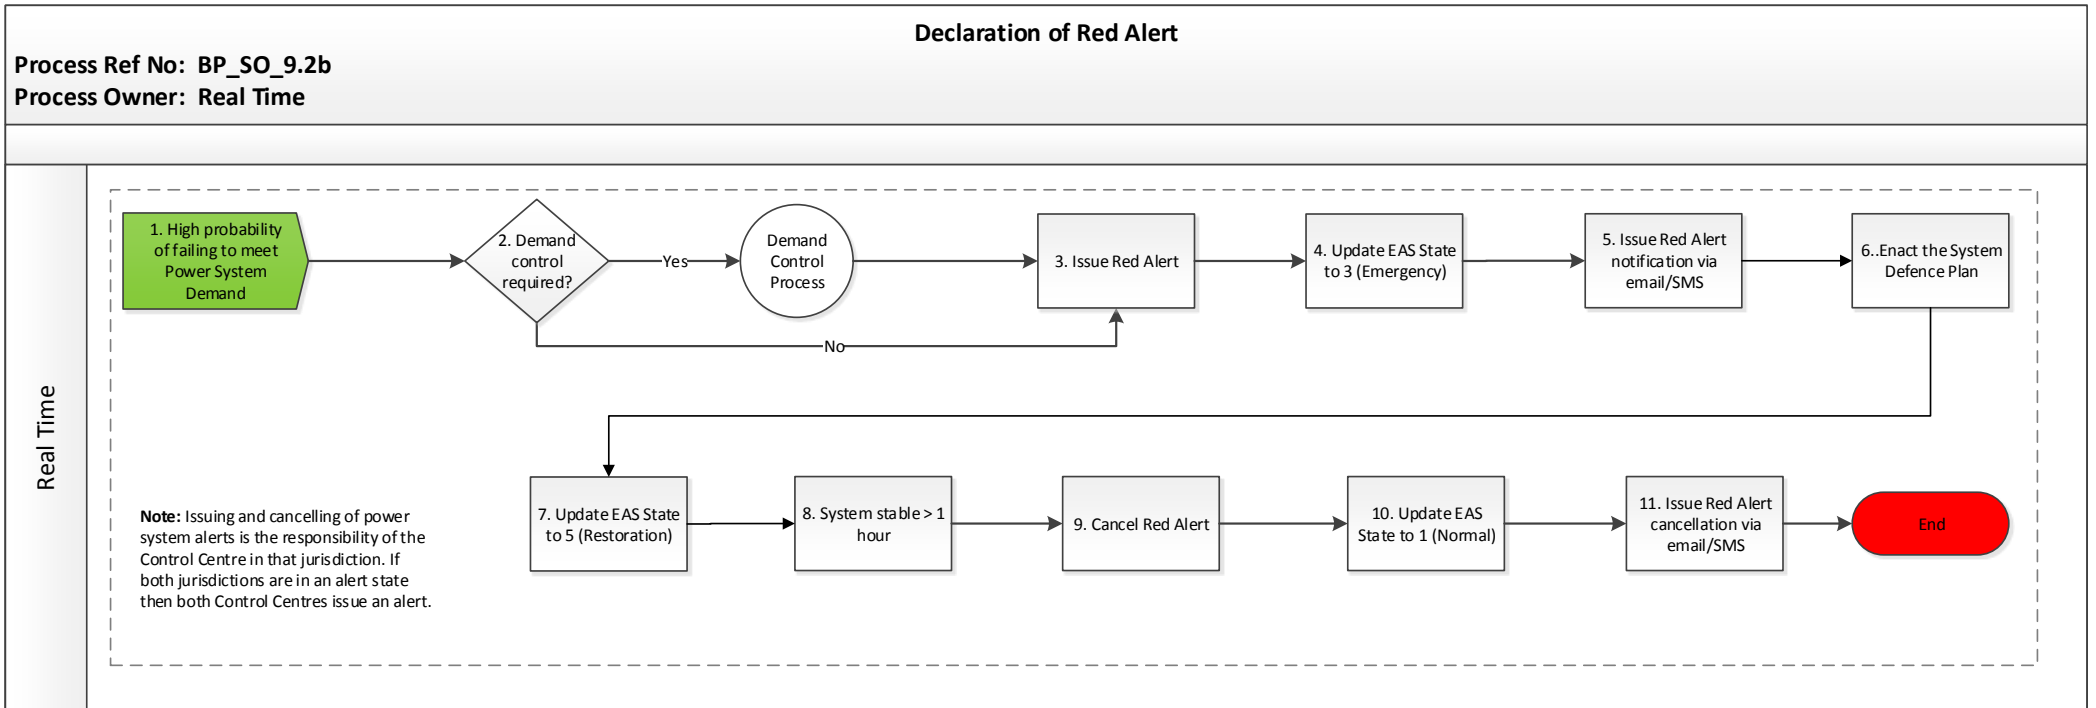 Declaration of Red Alert
Process Ref No: BP_SO_9.2b
Process Owner: Real Time
Real Time
1. High probability
of failing to meet
Power System
Demand
2. Demand
control
required?
Yes
No
Demand
Control
Process
3. Issue Red Alert
4. Update EAS State
to 3 (Emergency)
5. Issue Red Alert
notification via
email/SMS
6..Enact the System
Defence Plan
7. Update EAS State
to 5 (Restoration)
8. System stable > 1
hour
9. Cancel Red Alert
10. Update EAS
State to 1 (Normal)
11. Issue Red Alert
cancellation via
email/SMS
End
Note: Issuing and cancelling of power
system alerts is the responsibility of the
Control Centre in that jurisdiction. If
both jurisdictions are in an alert state
then both Control Centres issue an alert.